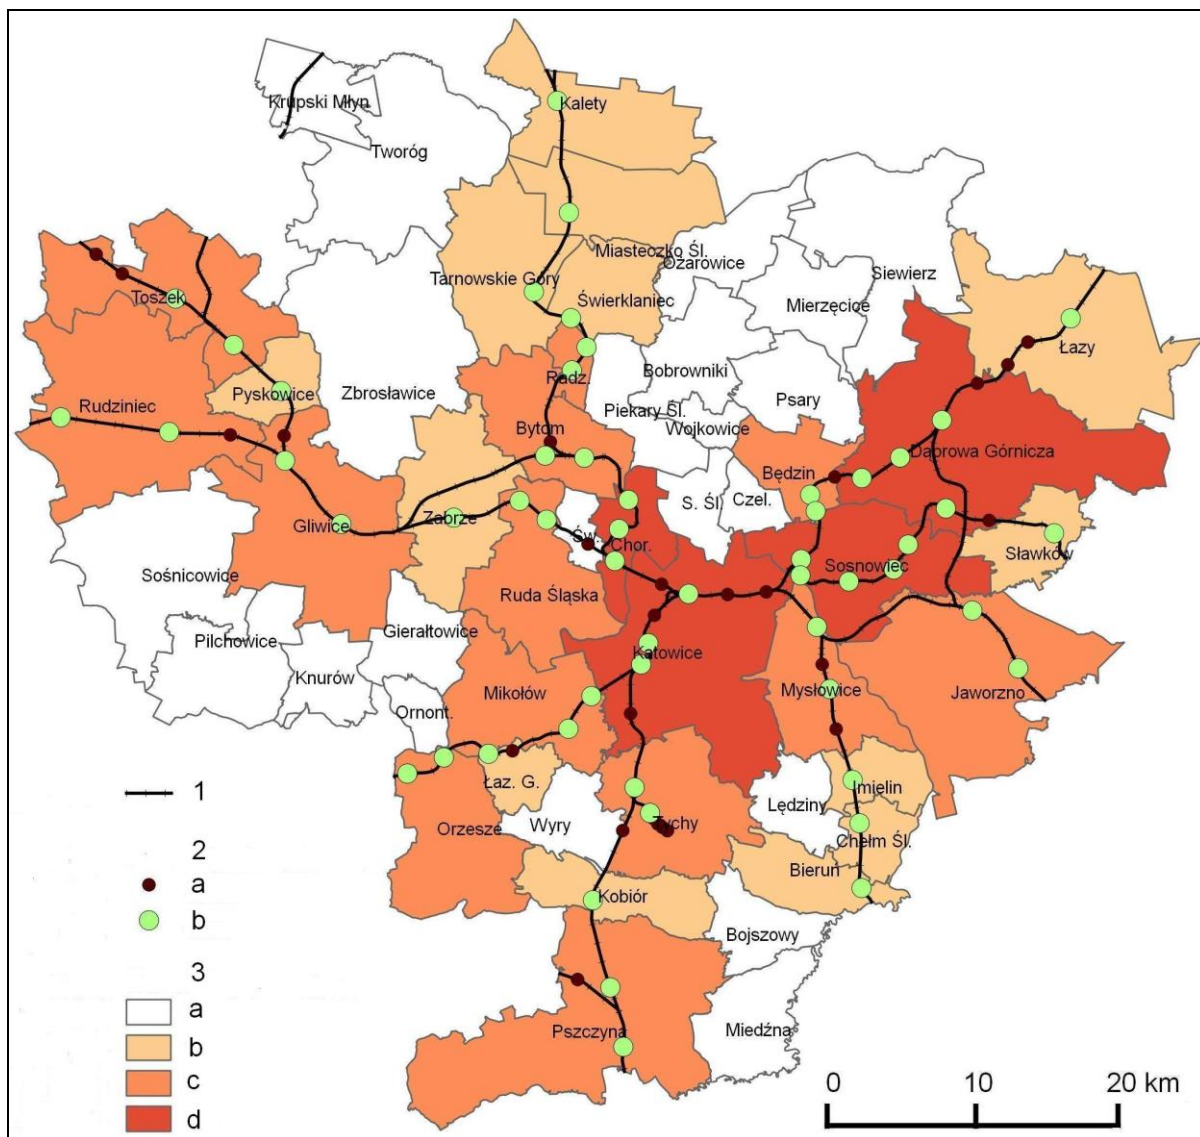 Krupski Młyn
Kalety
Tworóg
Miasteczko Śl.
Ożarowice
Tarnowskie Góry
Siewierz
Toszek
Świerklaniec
Mierzęcice
Łazy
Radz.
Bobrowniki
Pyskowice
Zbrosławice
Psary
Rudziniec
Piekary Śl.
Wojkowice
Bytom
Dąbrowa Górnicza
Będzin
S. Śl.
Czel.
Gliwice
Zabrze
Św.
Chor.
Sławków
Sosnowiec
Sośnicowice
Ruda Śląska
Gierałtowice
Pilchowice
Katowice
Knurów
Mikołów
Mysłowice
Jaworzno
Ornont.
Łaz. G.
Imielin
1
Lędziny
Orzesze
Wyry
Tychy
Chełm Śl.
2
Bieruń
a
Kobiór
b
Bojszowy
3
a
Pszczyna
Miedźna
b
c
0 10 20 km
d